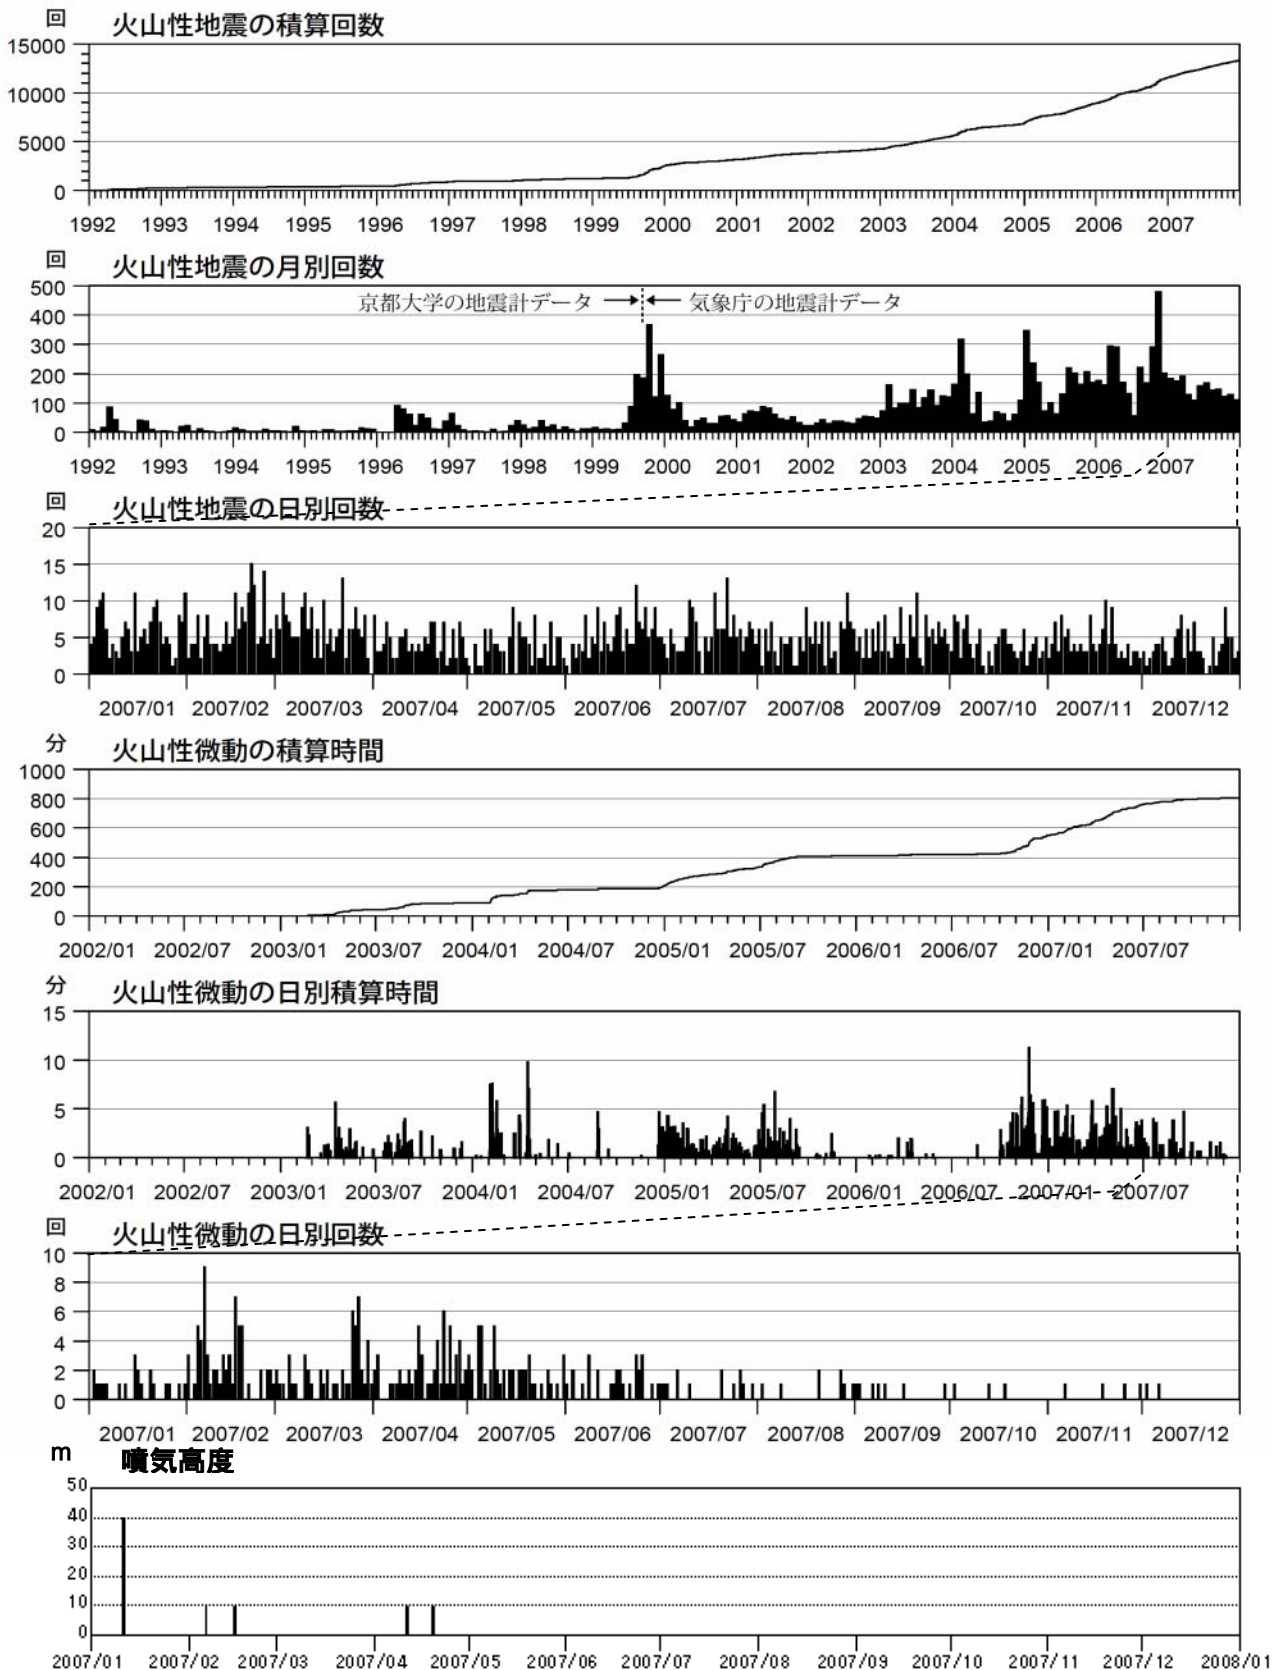 回 火山性地震の積算回数
15000
10000
5000
0
1992 1993 1994 1995 1996 1997 1998 1999 2000 2001 2002 2003 2004 2005 2006 2007
回 火山性地震の月別回数
500
京都大学の地震計データ → ← 気象庁の地震計データ
400
300
200
100
0
1992 1993 1994 1995 1996 1997 1998 1999 2000 2001 2002 2003 2004 2005 2006 2007
回 火山性地震の日別回数
20
15
10
5
0
2007/01 2007/02 2007/03 2007/04 2007/05 2007/06 2007/07 2007/08 2007/09 2007/10 2007/11 2007/12
分 火山性微動の積算時間
1000
800
600
400
200
0
2002/01 2002/07 2003/01 2003/07 2004/01 2004/07 2005/01 2005/07 2006/01 2006/07 2007/01 2007/07
分 火山性微動の日別積算時間
15
10
5
0
2002/01 2002/07 2003/01 2003/07 2004/01 2004/07 2005/01 2005/07 2006/01 2006/07 2007/01 2007/07
回 火山性微動の日別回数
10
8
6
4
2
0
2007/01 2007/02 2007/03 2007/04 2007/05 2007/06 2007/07 2007/08 2007/09 2007/10 2007/11 2007/12
m 噴気高度
50
40
30
20
10
0
2007/01 2007/02 2007/03 2007/04 2007/05 2007/06 2007/07 2007/08 2007/09 2007/10 2007/11 2007/12 2008/01